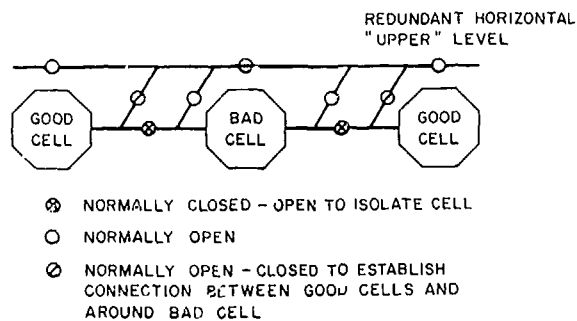 REDUNDANT HORIZONTAL
"UPPER" LEVEL
GOOD
CELL
BAD
CELL
GOOD
CELL
NORMALLY CLOSED - OPEN TO ISOLATE CELL
NORMALLY OPEN
NORMALLY OPEN - CLOSED TO ESTABLISH
CONNECTION BETWEEN GOOD CELLS AND
AROUND BAD CELL